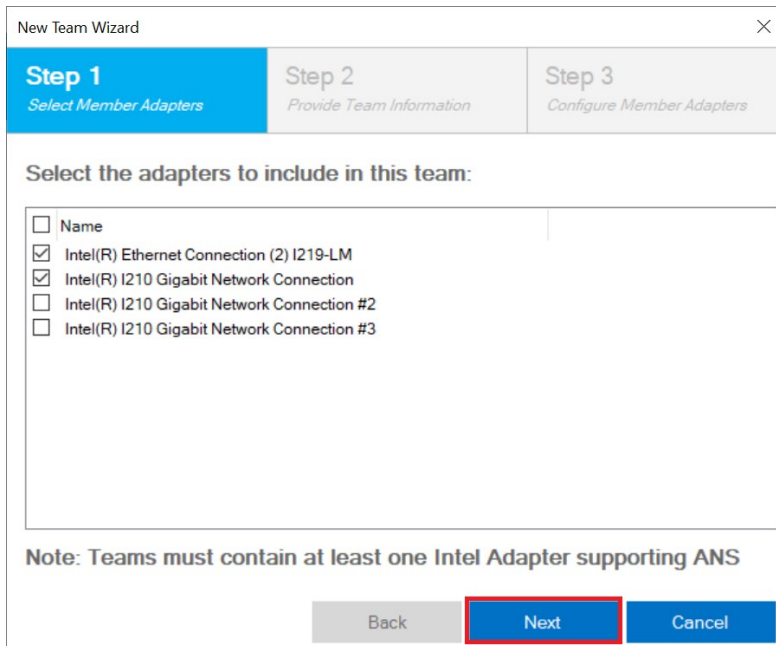 New Team Wizard
Step 1
Select Member Adapters
Step 2
Provide Team Information
Step 3
Configure Member Adapters
Select the adapters to include in this team:
Name
Intel(R) Ethernet Connection (2) I219-LM
Intel(R) I210 Gigabit Network Connection
Intel(R) I210 Gigabit Network Connection #2
Intel(R) I210 Gigabit Network Connection #3
Note: Teams must contain at least one Intel Adapter supporting ANS
Back Next Cancel